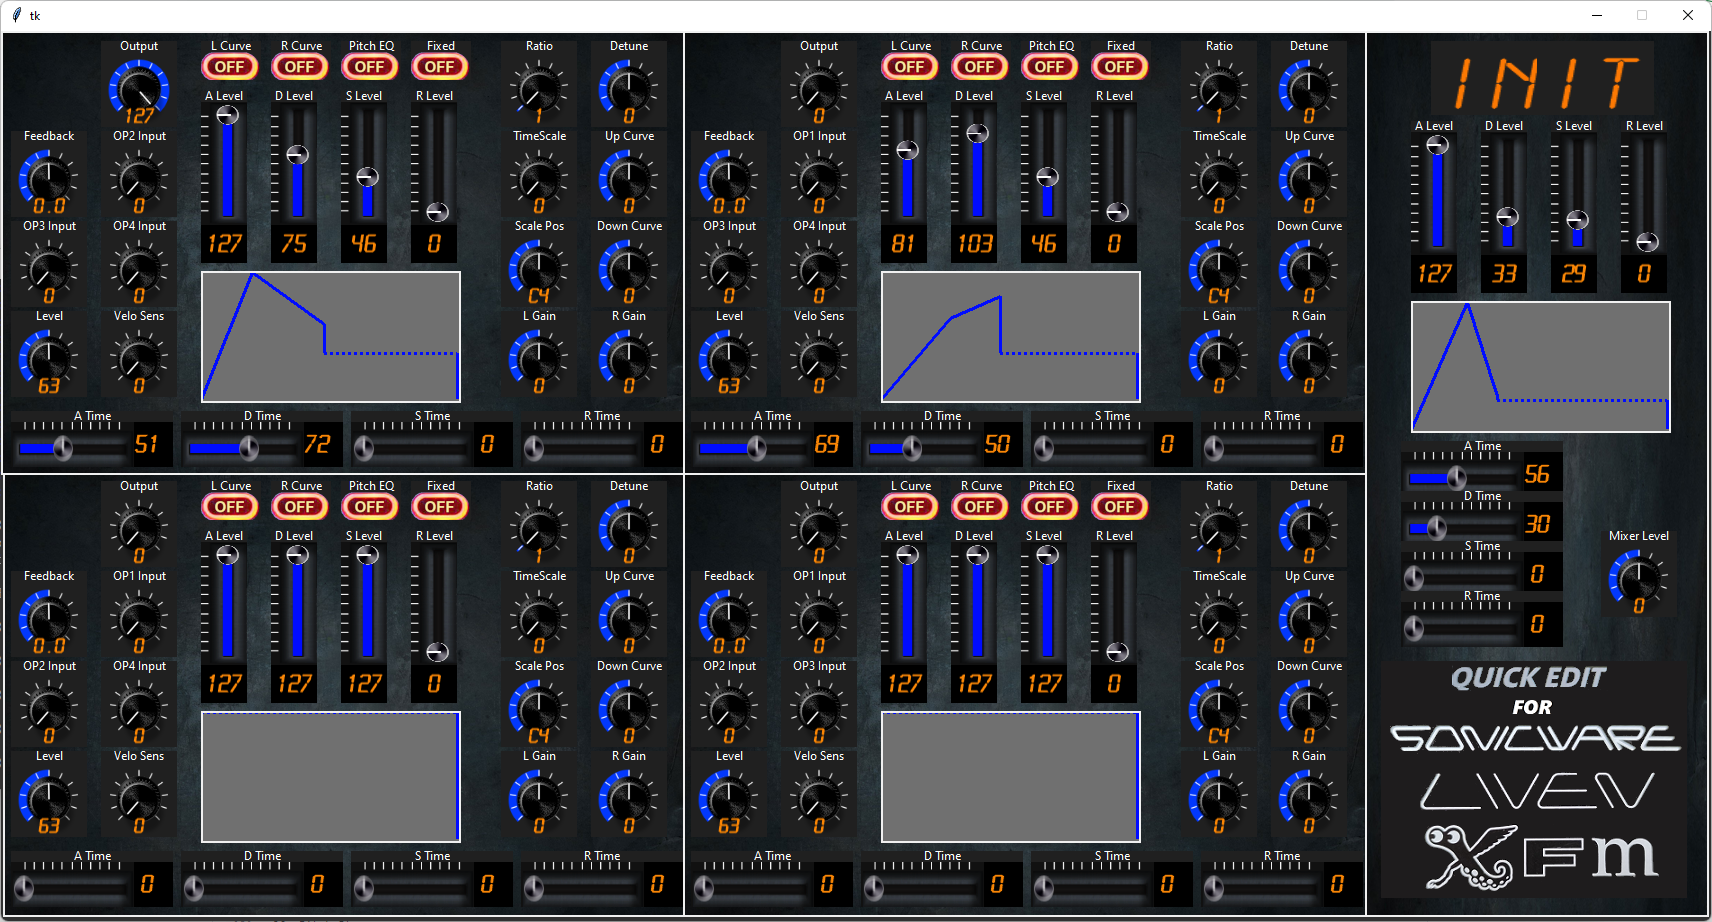 tk
Output L Curve R Curve Pitch EQ Fixed Ratio Detune
OFF OFF OFF OFF
A Level D Level S Level R Level
127 1 0
Feedback OP2 Input TimeScale Up Curve
0.0 0 0 0
OP3 Input OP4 Input Scale Pos Down Curve
127 75 46 0
0 0 C4 0
Level Velo Sens L Gain R Gain
63 0 0 0
A Time D Time S Time R Time
51 72 0 0
Output L Curve R Curve Pitch EQ Fixed Ratio Detune
OFF OFF OFF OFF
A Level D Level S Level R Level
0 1 0
Feedback OP1 Input TimeScale Up Curve
0.0 0 0 0
OP3 Input OP4 Input Scale Pos Down Curve
81 103 46 0
0 0 C4 0
Level Velo Sens L Gain R Gain
63 0 0 0
A Time D Time S Time R Time
69 50 0 0
Output L Curve R Curve Pitch EQ Fixed Ratio Detune
OFF OFF OFF OFF
A Level D Level S Level R Level
0 1 0
Feedback OP1 Input TimeScale Up Curve
0.0 0 0 0
OP2 Input OP4 Input Scale Pos Down Curve
127 127 127 0
0 0 C4 0
Level Velo Sens L Gain R Gain
63 0 0 0
A Time D Time S Time R Time
0 0 0 0
Output L Curve R Curve Pitch EQ Fixed Ratio Detune
OFF OFF OFF OFF
A Level D Level S Level R Level
0 1 0
Feedback OP1 Input TimeScale Up Curve
0.0 0 0 0
OP2 Input OP3 Input Scale Pos Down Curve
127 127 127 0
0 0 C4 0
Level Velo Sens L Gain R Gain
63 0 0 0
A Time D Time S Time R Time
0 0 0 0
INIT
A Level D Level S Level R Level
127 33 29 0
A Time
56
D Time
30
S Time
0
R Time
0
Mixer Level
0
QUICK EDIT
FOR
SONICWARE
LIVEN
XFM